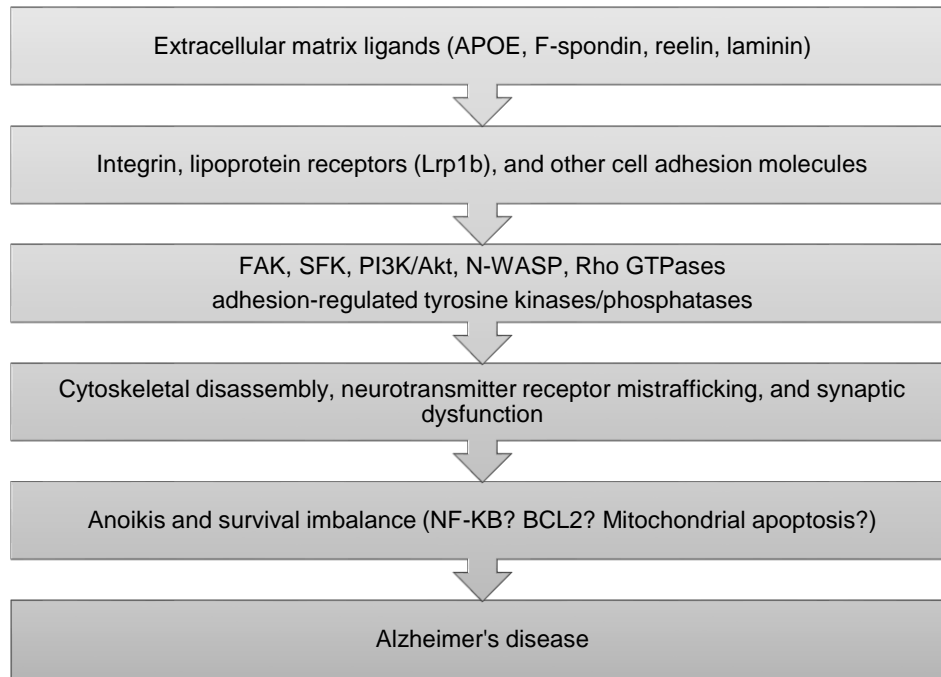 Extracellular matrix ligands (APOE, F-spondin, reelin, laminin)
Integrin, lipoprotein receptors (Lrp1b), and other cell adhesion molecules
FAK, SFK, PI3K/Akt, N-WASP, Rho GTPases
adhesion-regulated tyrosine kinases/phosphatases
Cytoskeletal disassembly, neurotransmitter receptor mistrafficking, and synaptic
dysfunction
Anoikis and survival imbalance (NF-KB? BCL2? Mitochondrial apoptosis?)
Alzheimer's disease